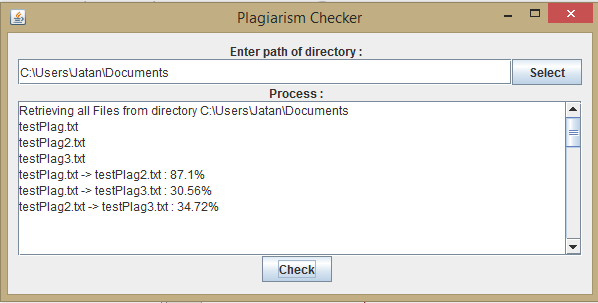 Plagiarism Checker
Enter path of directory :
C:\Users\Jatan\Documents
Select
Process :
Retrieving all Files from directory C:\Users\Jatan\Documents
testPlag.txt
testPlag2.txt
testPlag3.txt
testPlag.txt -> testPlag2.txt : 87.1%
testPlag.txt -> testPlag3.txt : 30.56%
testPlag2.txt -> testPlag3.txt : 34.72%
Check